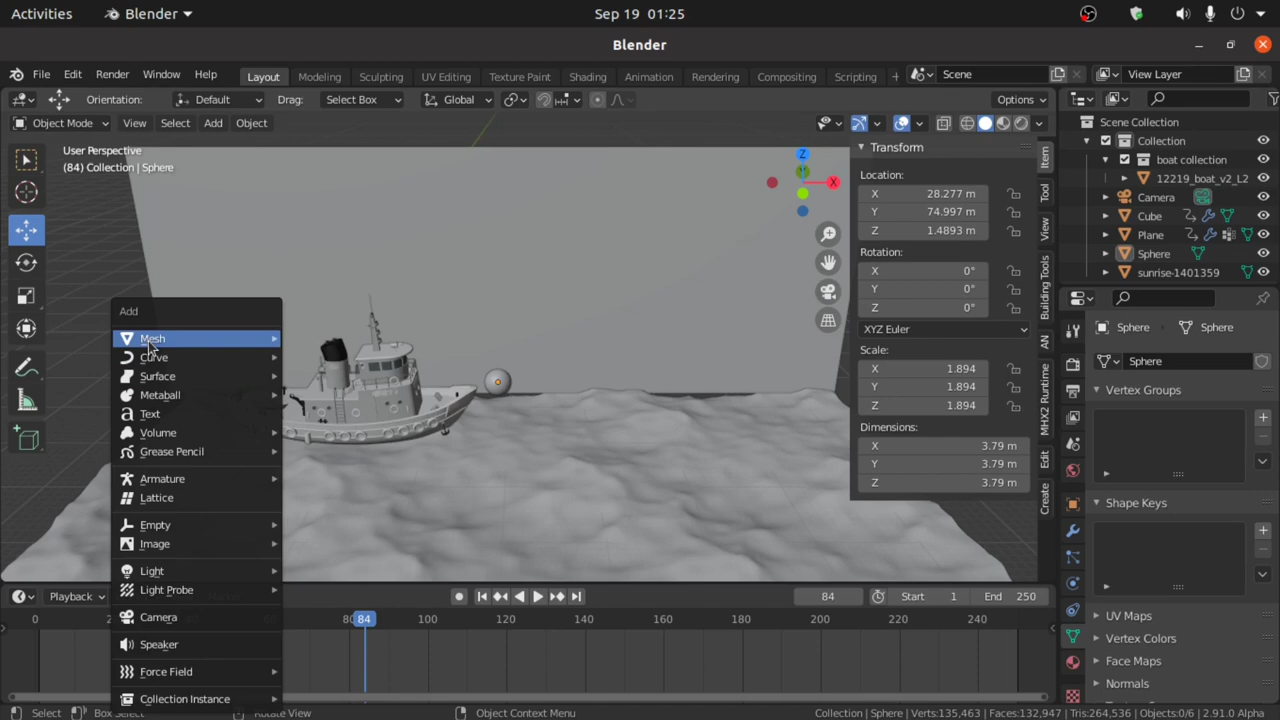 Activities
Blender
Sep 19 01:25
Blender
File Edit Render Window Help
Layout Modeling Sculpting UV Editing Texture Paint Shading Animation Rendering Compositing Scripting +
Scene
View Layer
Orientation: Default Drag: Select Box Global
Options
Object Mode View Select Add Object
User Perspective
(84) Collection | Sphere
Z
Y
X
Transform
Location:
X 28.277 m
Y 74.997 m
Z 1.4893 m
Rotation:
X 0°
Y 0°
Z 0°
XYZ Euler
Scale:
X 1.894
Y 1.894
Z 1.894
Dimensions:
X 3.79 m
Y 3.79 m
Z 3.79 m
Item
Tool
View
Building Tools
AN
MHX2 Runtime
Edit
Create
Scene Collection
Collection
boat collection
12219_boat_v2_L2
Camera
Cube
Plane
Sphere
sunrise-1401359
Sphere Sphere
Sphere
Vertex Groups
Shape Keys
UV Maps
Vertex Colors
Face Maps
Normals
Add
Mesh
Curve
Surface
Metaball
Text
Volume
Grease Pencil
Armature
Lattice
Empty
Image
Light
Light Probe
Camera
Speaker
Force Field
Collection Instance
Playback
84
Start 1
End 250
0 80 84 100 120 140 160 180 200 220 240
Select Box Select Rotate View Object Context Menu
Collection | Sphere | Verts:135,463 | Faces:132,947 | Tris:264,536 | Objects:0/6 | 2.91.0 Alpha